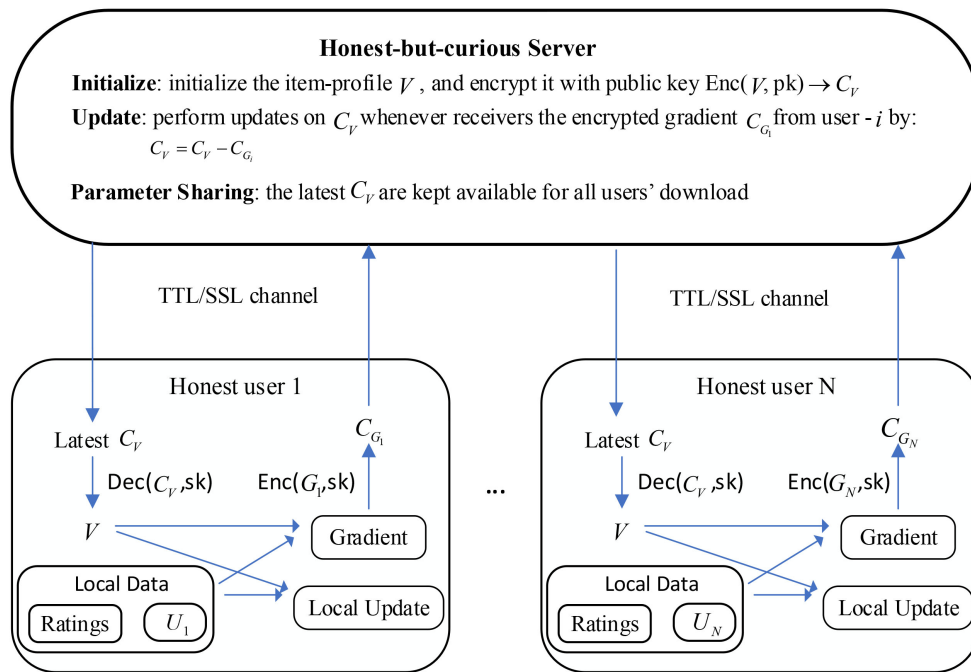 Honest-but-curious Server
Initialize: initialize the item-profile V , and encrypt it with public key Enc(V, pk) → C_V
Update: perform updates on C_V whenever receivers the encrypted gradient C_{G_1} from user -i by:
C_V = C_V − C_{G_i}
Parameter Sharing: the latest C_V are kept available for all users' download
TTL/SSL channel
TTL/SSL channel
Honest user 1
Latest C_V
C_{G_1}
Dec(C_V,sk)
Enc(G_1,sk)
V
Gradient
Local Data
Ratings
U_1
Local Update
...
Honest user N
Latest C_V
C_{G_N}
Dec(C_V,sk)
Enc(G_N,sk)
V
Gradient
Local Data
Ratings
U_N
Local Update